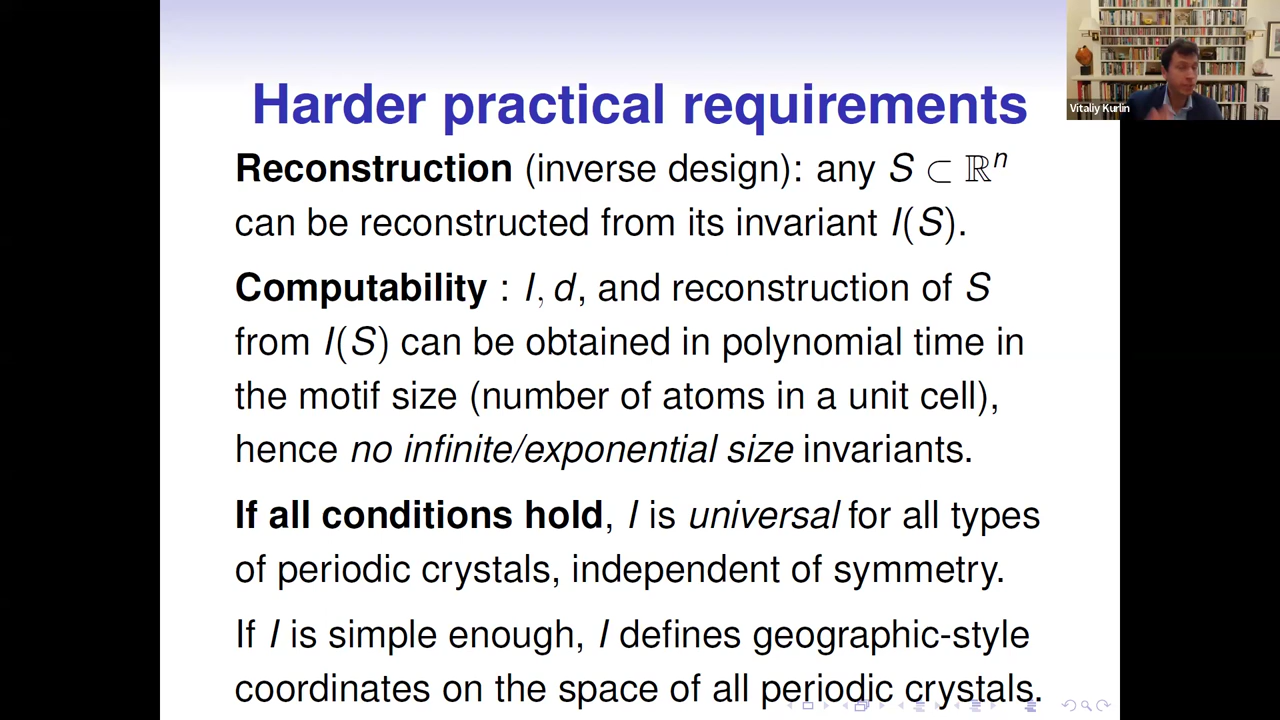 Harder practical requirements
Vitaliy Kurlin
Reconstruction (inverse design): any S ⊂ ℝⁿ
can be reconstructed from its invariant I(S).
Computability : I, d, and reconstruction of S
from I(S) can be obtained in polynomial time in
the motif size (number of atoms in a unit cell),
hence no infinite/exponential size invariants.
If all conditions hold, I is universal for all types
of periodic crystals, independent of symmetry.
If I is simple enough, I defines geographic-style
coordinates on the space of all periodic crystals.